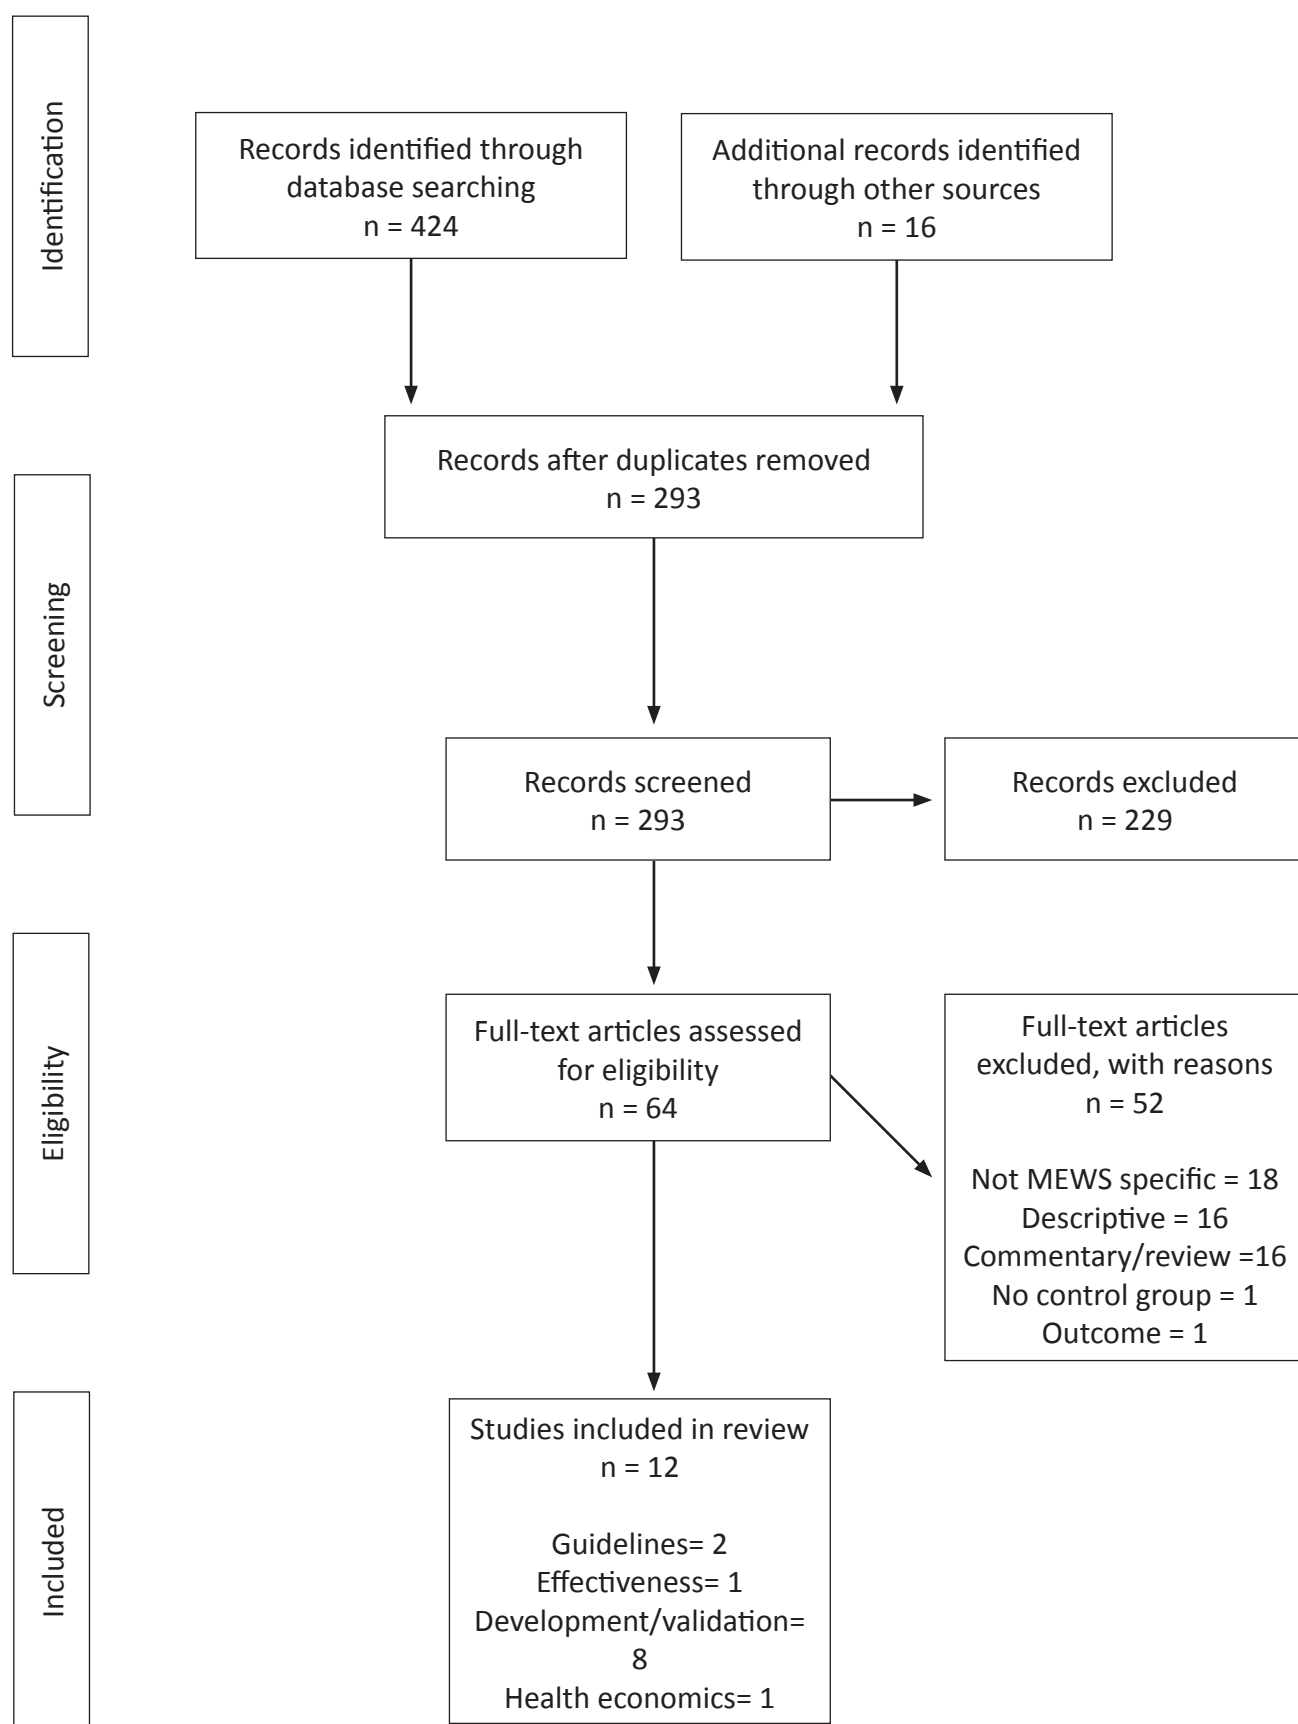 Identification
Records identified through
database searching
n = 424
Additional records identified
through other sources
n = 16
Records after duplicates removed
n = 293
Screening
Records screened
n = 293
Records excluded
n = 229
Eligibility
Full-text articles assessed
for eligibility
n = 64
Full-text articles
excluded, with reasons
n = 52
Not MEWS specific = 18
Descriptive = 16
Commentary/review =16
No control group = 1
Outcome = 1
Included
Studies included in review
n = 12
Guidelines= 2
Effectiveness= 1
Development/validation=
8
Health economics= 1